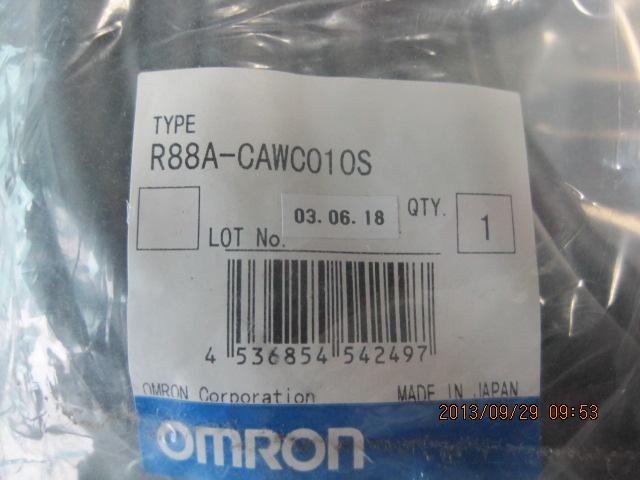 TYPE
R88A-CAWC010S
LOT No. 03.06.18 QTY. 1
4 536854 542497
OMRON Corporation MADE IN JAPAN
2013/09/29 09:53
OMRON